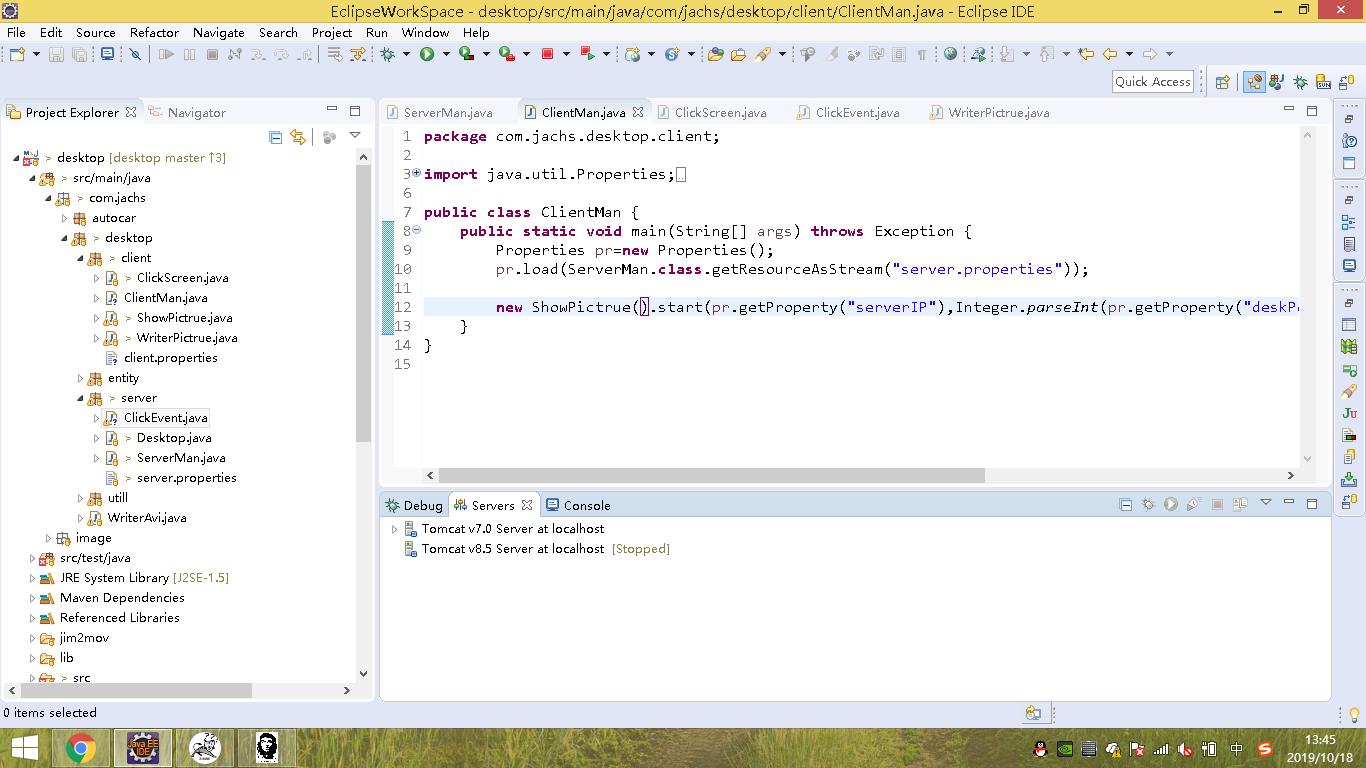 EclipseWorkSpace - desktop/src/main/java/com/jachs/desktop/client/ClientMan.java - Eclipse IDE
File Edit Source Refactor Navigate Search Project Run Window Help
Quick Access
Project Explorer Navigator
> desktop [desktop master ↑3]
> src/main/java
> com.jachs
autocar
> desktop
> client
> ClickScreen.java
> ClientMan.java
> ShowPictrue.java
> WriterPictrue.java
client.properties
entity
> server
ClickEvent.java
> Desktop.java
> ServerMan.java
> server.properties
utill
WriterAvi.java
image
src/test/java
JRE System Library [J2SE-1.5]
Maven Dependencies
Referenced Libraries
jim2mov
lib
> src
ServerMan.java ClientMan.java ClickScreen.java ClickEvent.java WriterPictrue.java
1 package com.jachs.desktop.client;
2
3 import java.util.Properties;
6
7 public class ClientMan {
8 public static void main(String[] args) throws Exception {
9 Properties pr=new Properties();
10 pr.load(ServerMan.class.getResourceAsStream("server.properties"));
11
12 new ShowPictrue().start(pr.getProperty("serverIP"),Integer.parseInt(pr.getProperty("deskP
13 }
14 }
15
Debug Servers Console
Tomcat v7.0 Server at localhost
Tomcat v8.5 Server at localhost [Stopped]
0 items selected
Java EE
IDE
中
13:45
2019/10/18